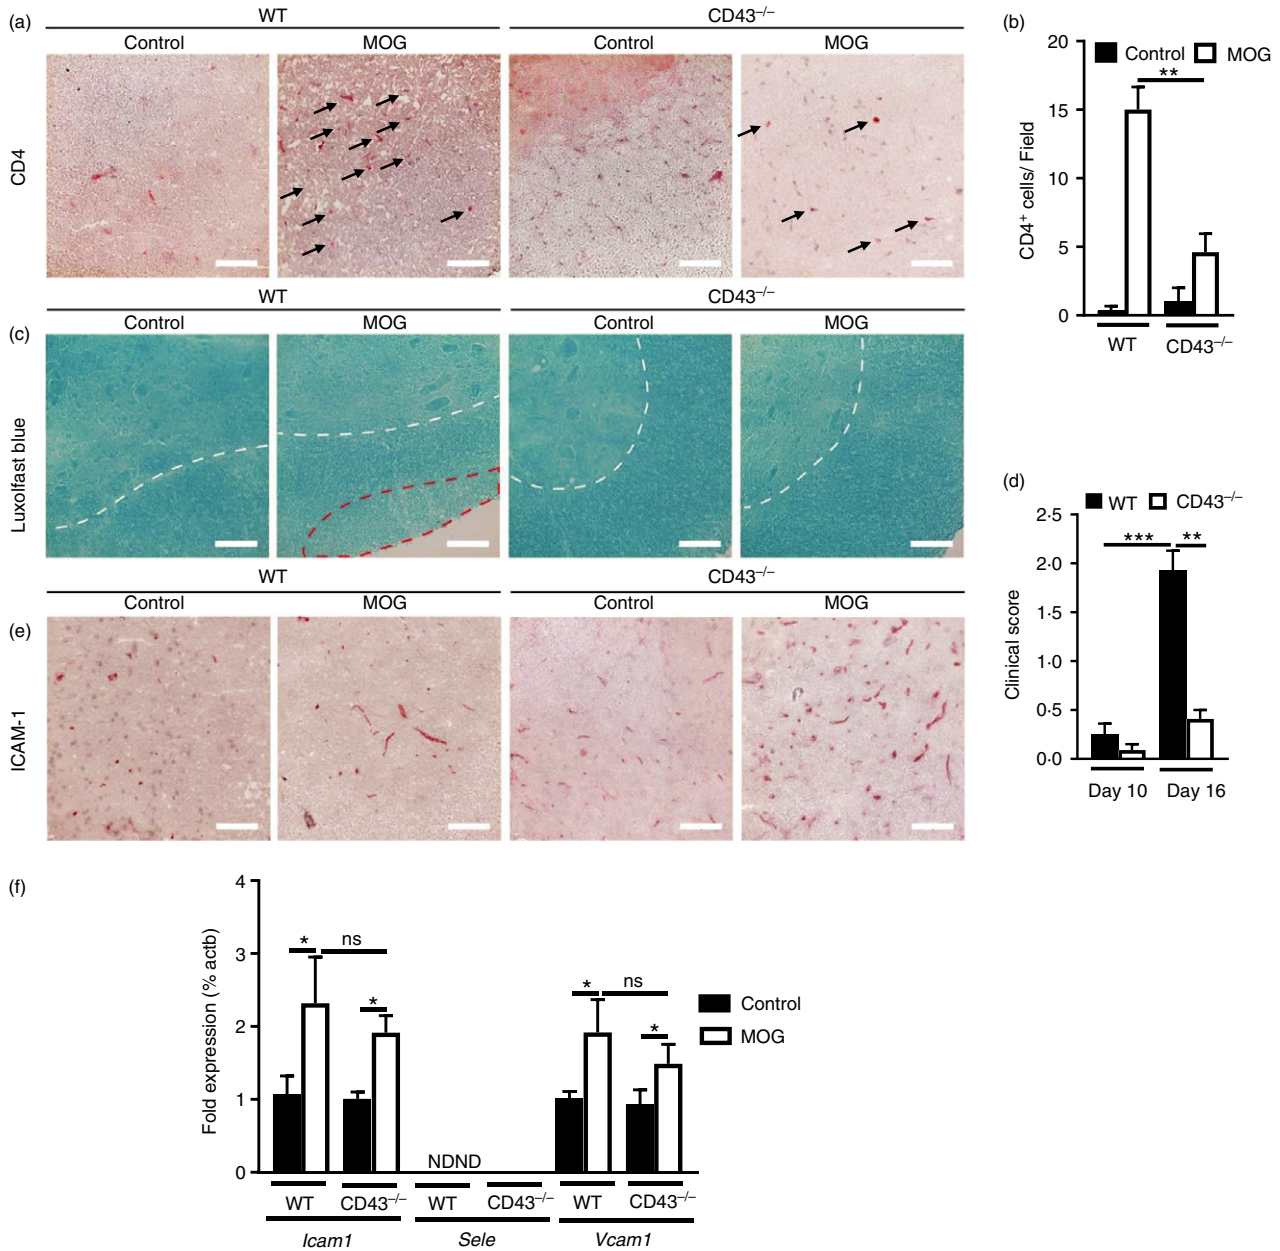 (a)
WT
CD43–/–
Control
MOG
Control
MOG
CD4
(b)
20
15
10
5
0
CD4+ cells/ Field
Control
MOG
**
WT
CD43–/–
(c)
WT
CD43–/–
Control
MOG
Control
MOG
Luxolfast blue
(d)
WT
CD43–/–
2·5
2·0
1·5
1·0
0·5
0·0
Clinical score
***
**
Day 10
Day 16
(e)
WT
CD43–/–
Control
MOG
Control
MOG
ICAM-1
(f)
4
3
2
1
0
Fold expression (% actb)
*
ns
*
NDND
*
ns
*
Control
MOG
WT
CD43–/–
WT
CD43–/–
WT
CD43–/–
Icam1
Sele
Vcam1